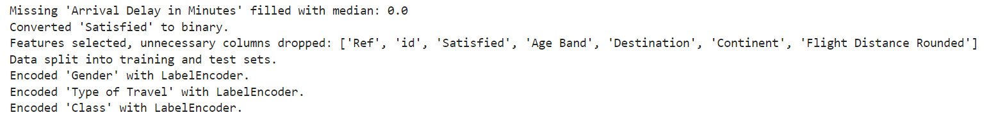 Missing 'Arrival Delay in Minutes' filled with median: 0.0
Converted 'Satisfied' to binary.
Features selected, unnecessary columns dropped: ['Ref', 'id', 'Satisfied', 'Age Band', 'Destination', 'Continent', 'Flight Distance Rounded']
Data split into training and test sets.
Encoded 'Gender' with LabelEncoder.
Encoded 'Type of Travel' with LabelEncoder.
Encoded 'Class' with LabelEncoder.